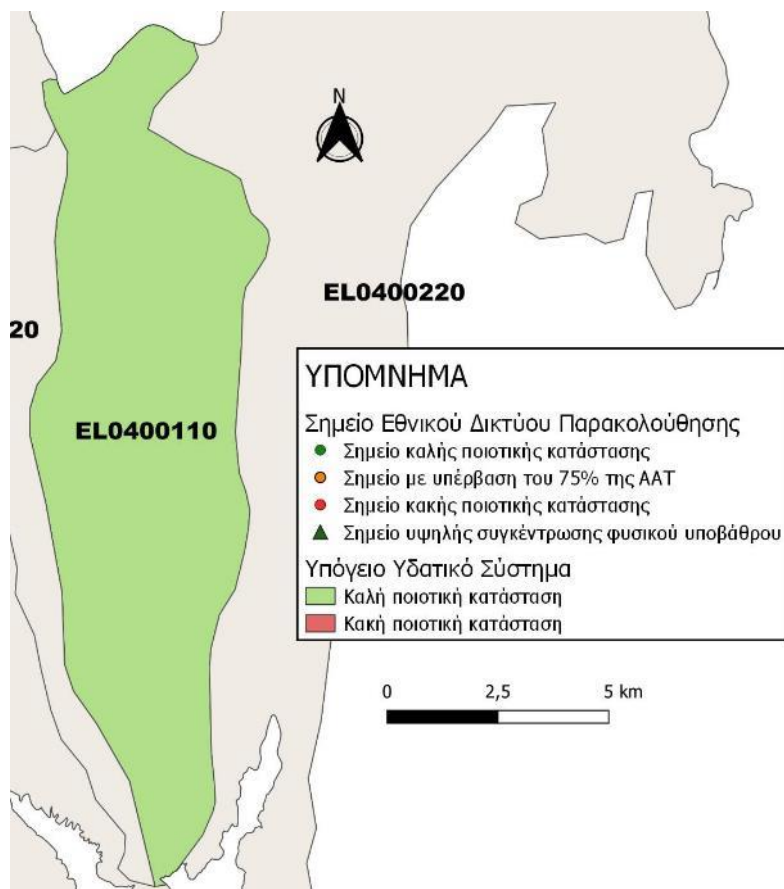 N
EL0400220
20
EL0400110
ΥΠΟΜΝΗΜΑ
Σημείο Εθνικού Δικτύου Παρακολούθησης
Σημείο καλής ποιοτικής κατάστασης
Σημείο με υπέρβαση του 75% της ΑΑΤ
Σημείο κακής ποιοτικής κατάστασης
Σημείο υψηλής συγκέντρωσης φυσικού υποβάθρου
Υπόγειο Υδατικό Σύστημα
Καλή ποιοτική κατάσταση
Κακή ποιοτική κατάσταση
0 2,5 5 km